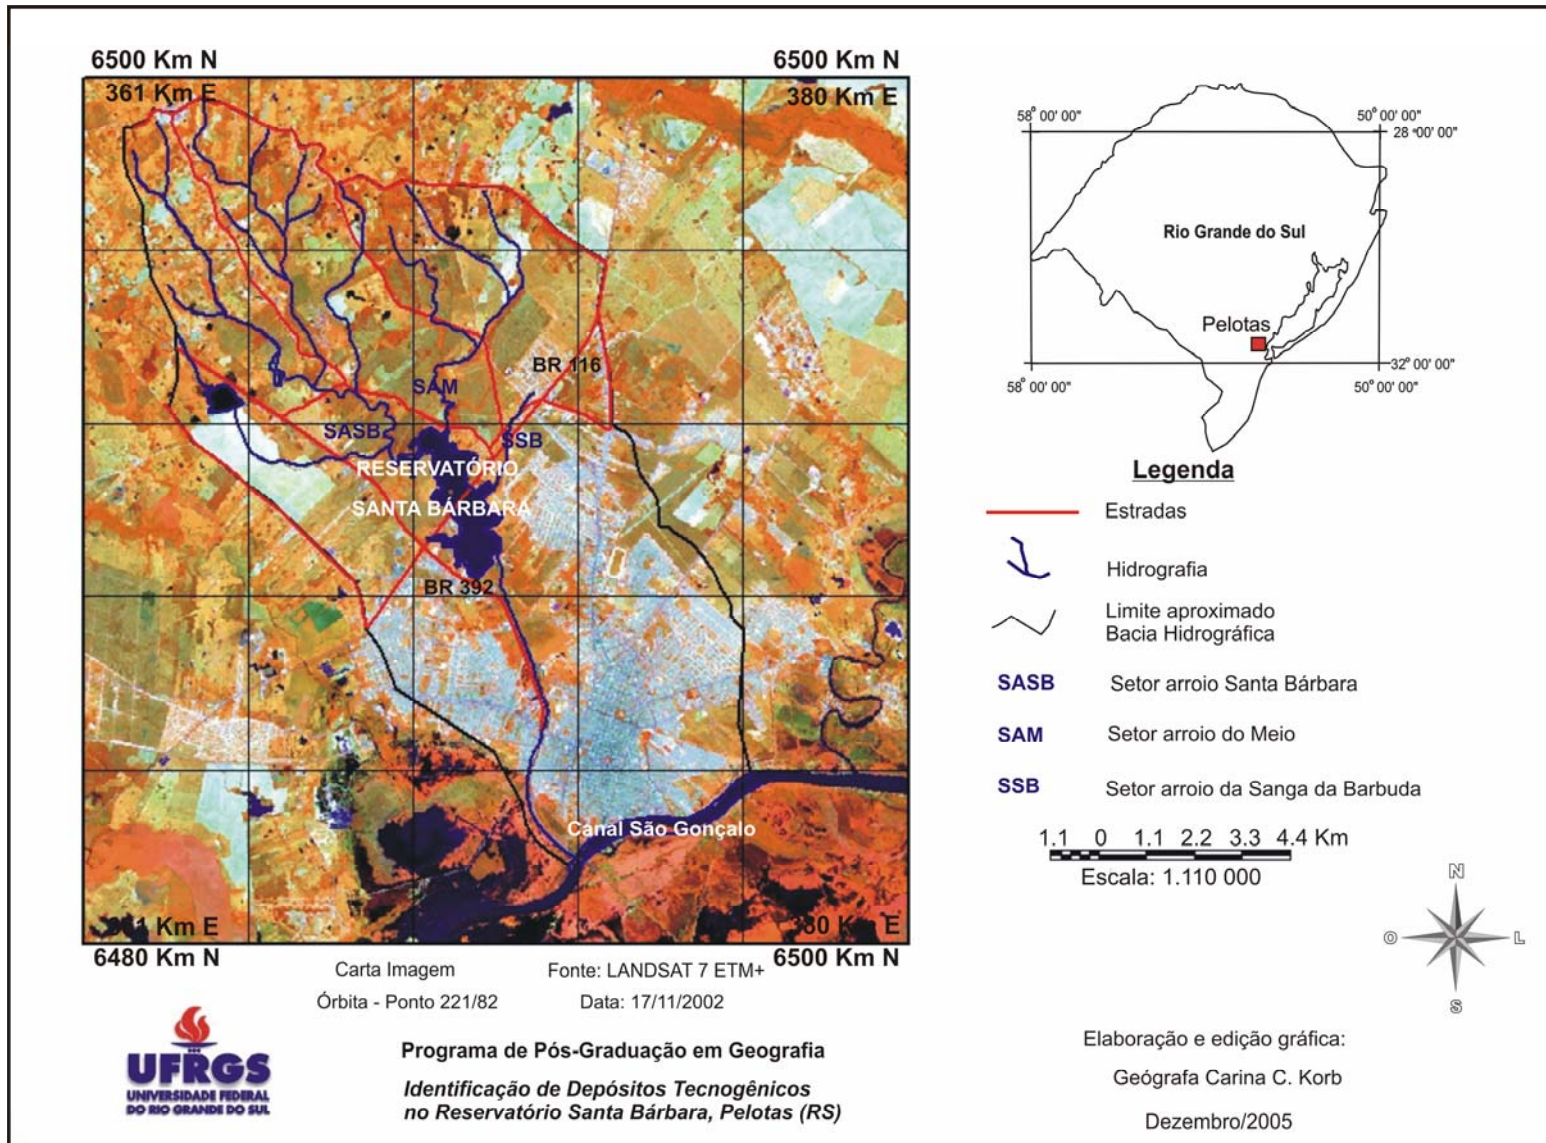 6500 Km N
6500 Km N
361 Km E
380 Km E
BR 116
SAM
SASB
SSB
RESERVATÓRIO
SANTA BÁRBARA
BR 392
Canal São Gonçalo
361 Km E
380 Km E
6480 Km N
6500 Km N
58° 00' 00"
50° 00' 00"
28° 00' 00"
Rio Grande do Sul
Pelotas
32° 00' 00"
58° 00' 00"
50° 00' 00"
Legenda
Estradas
Hidrografia
Limite aproximado
Bacia Hidrográfica
SASB Setor arroio Santa Bárbara
SAM Setor arroio do Meio
SSB Setor arroio da Sanga da Barbuda
1.1 0 1.1 2.2 3.3 4.4 Km
Escala: 1.110 000
N
O
L
S
Carta Imagem
Fonte: LANDSAT 7 ETM+
Órbita - Ponto 221/82
Data: 17/11/2002
UFRGS
UNIVERSIDADE FEDERAL
DO RIO GRANDE DO SUL
Programa de Pós-Graduação em Geografia
Identificação de Depósitos Tecnogênicos
no Reservatório Santa Bárbara, Pelotas (RS)
Elaboração e edição gráfica:
Geógrafa Carina C. Korb
Dezembro/2005